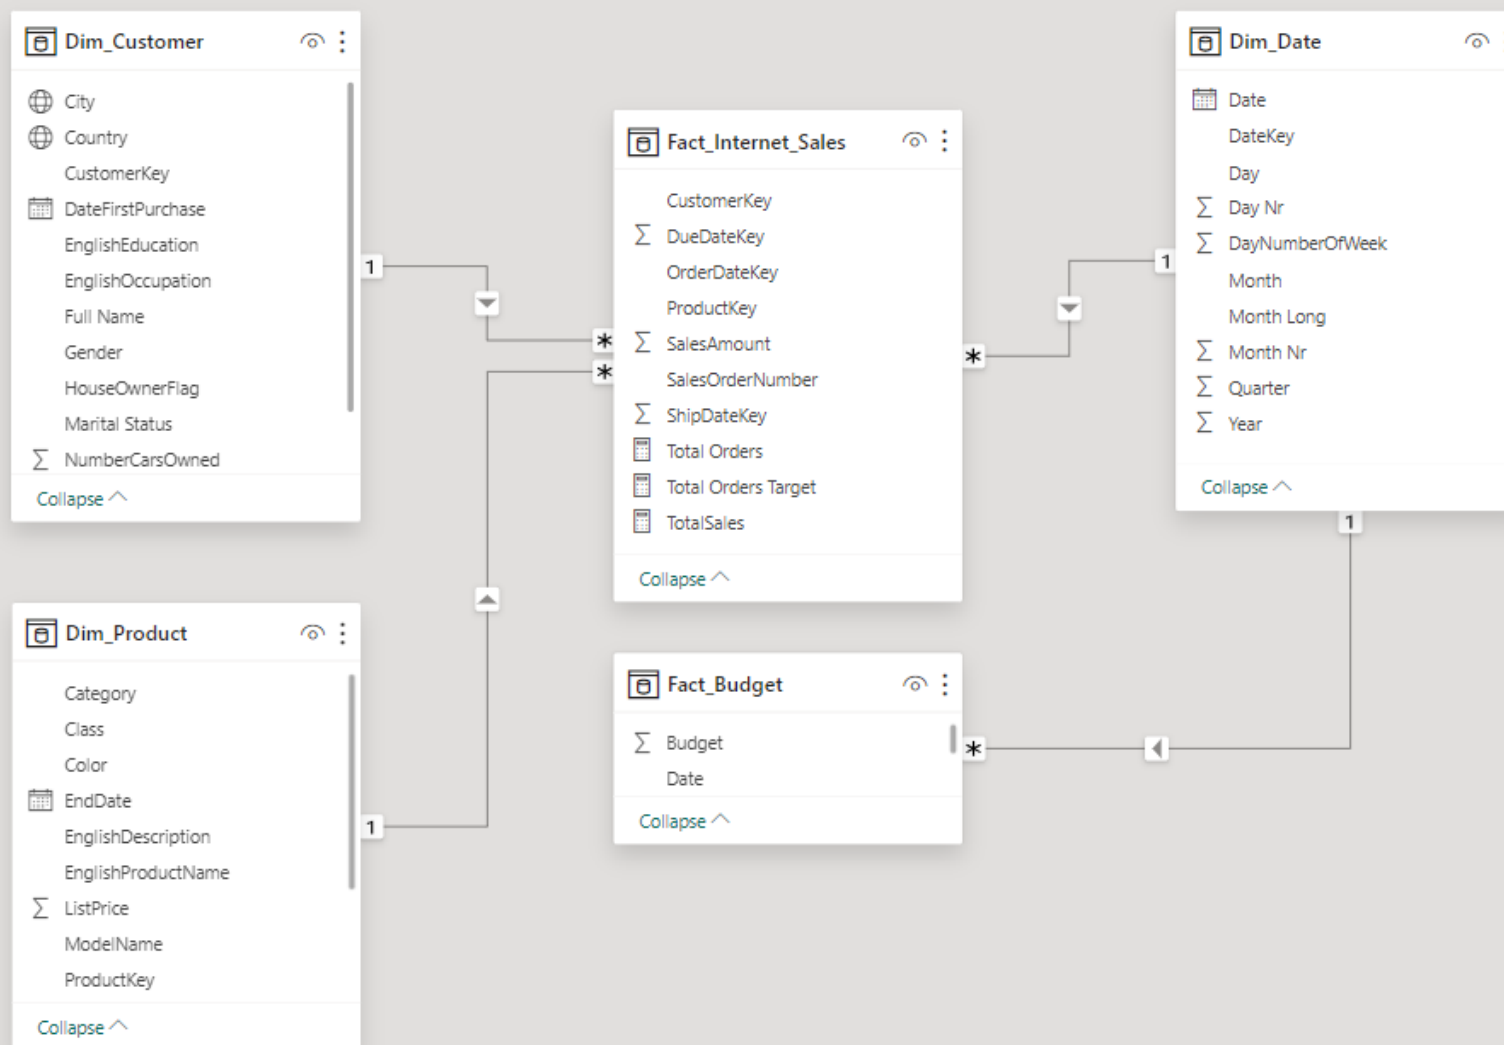 Dim_Customer
City
Country
CustomerKey
DateFirstPurchase
EnglishEducation
EnglishOccupation
Full Name
Gender
HouseOwnerFlag
Marital Status
NumberCarsOwned
Collapse
1
*
Dim_Product
Category
Class
Color
EndDate
EnglishDescription
EnglishProductName
ListPrice
ModelName
ProductKey
Collapse
1
*
Fact_Internet_Sales
CustomerKey
DueDateKey
OrderDateKey
ProductKey
SalesAmount
SalesOrderNumber
ShipDateKey
Total Orders
Total Orders Target
TotalSales
Collapse
*
1
Fact_Budget
Budget
Date
Collapse
*
1
Dim_Date
Date
DateKey
Day
Day Nr
DayNumberOfWeek
Month
Month Long
Month Nr
Quarter
Year
Collapse